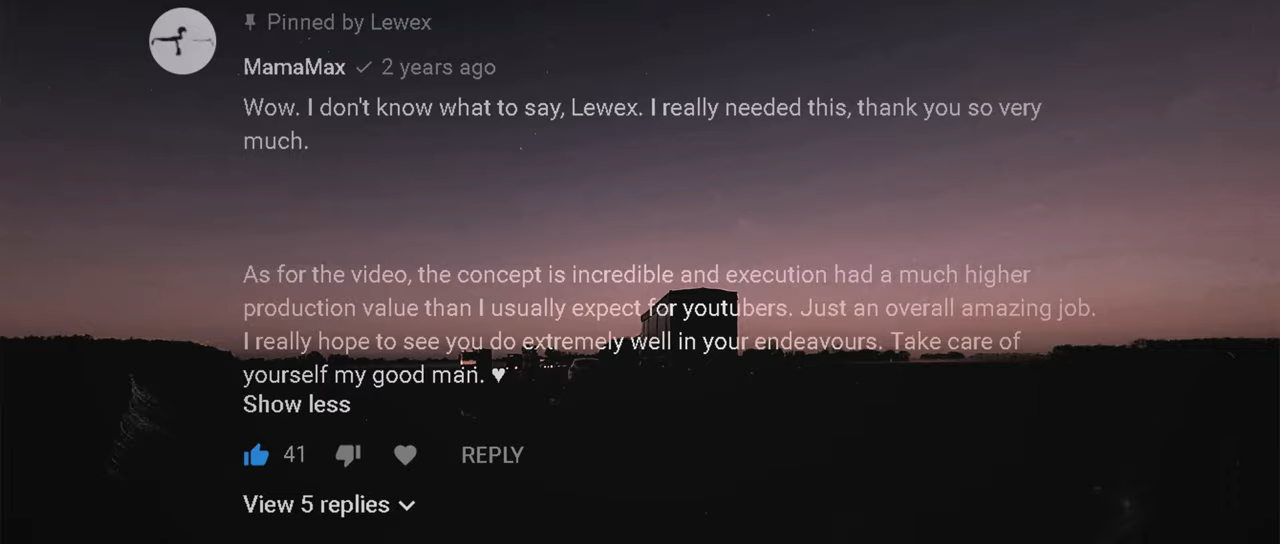 Pinned by Lewex
MamaMax 2 years ago
Wow. I don't know what to say, Lewex. I really needed this, thank you so very
much.
As for the video, the concept is incredible and execution had a much higher
production value than I usually expect for youtubers. Just an overall amazing job.
I really hope to see you do extremely well in your endeavours. Take care of
yourself my good man. ♥
Show less
41 REPLY
View 5 replies